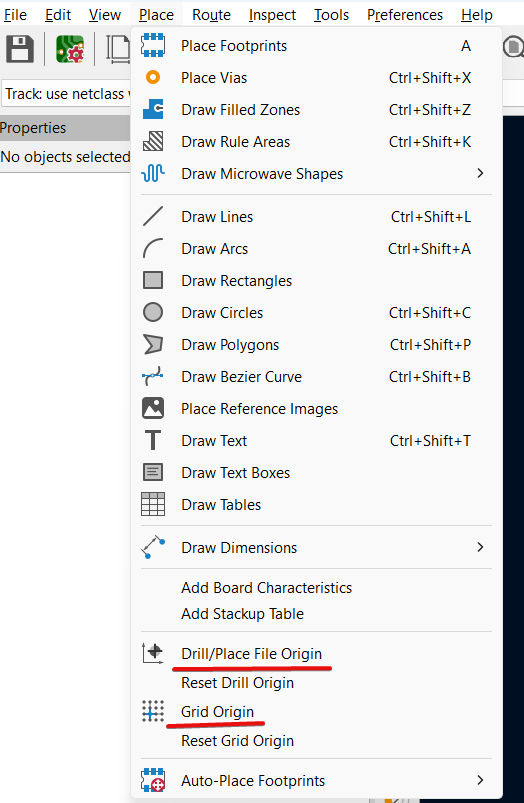 File Edit View Place Route Inspect Tools Preferences Help
Place Footprints A
Place Vias Ctrl+Shift+X
Track: use netclass
Draw Filled Zones Ctrl+Shift+Z
Properties
Draw Rule Areas Ctrl+Shift+K
No objects selected
Draw Microwave Shapes
Draw Lines Ctrl+Shift+L
Draw Arcs Ctrl+Shift+A
Draw Rectangles
Draw Circles Ctrl+Shift+C
Draw Polygons Ctrl+Shift+P
Draw Bezier Curve Ctrl+Shift+B
Place Reference Images
Draw Text Ctrl+Shift+T
Draw Text Boxes
Draw Tables
Draw Dimensions
Add Board Characteristics
Add Stackup Table
Drill/Place File Origin
Reset Drill Origin
Grid Origin
Reset Grid Origin
Auto-Place Footprints